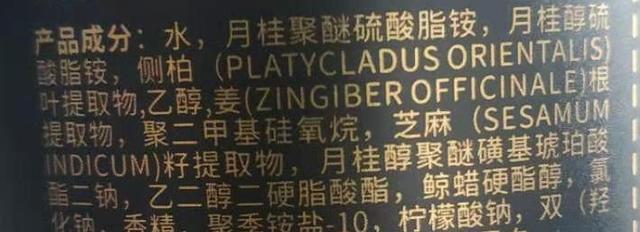 产品成分：水，月桂聚醚硫酸酯铵，月桂醇硫
酸酯铵，侧柏（PLATYCLADUS ORIENTALIS)
叶提取物,乙醇,姜(ZINGIBER OFFICINALE)根
提取物，聚二甲基硅氧烷，芝麻（SESAMUM
INDICUM)籽提取物，月桂醇聚醚磺基琥珀酸
酯二钠，乙二醇二硬脂酸酯，鲸蜡硬脂醇，氯
化钠，香精，聚季铵盐-10，柠檬酸钠，双（羟